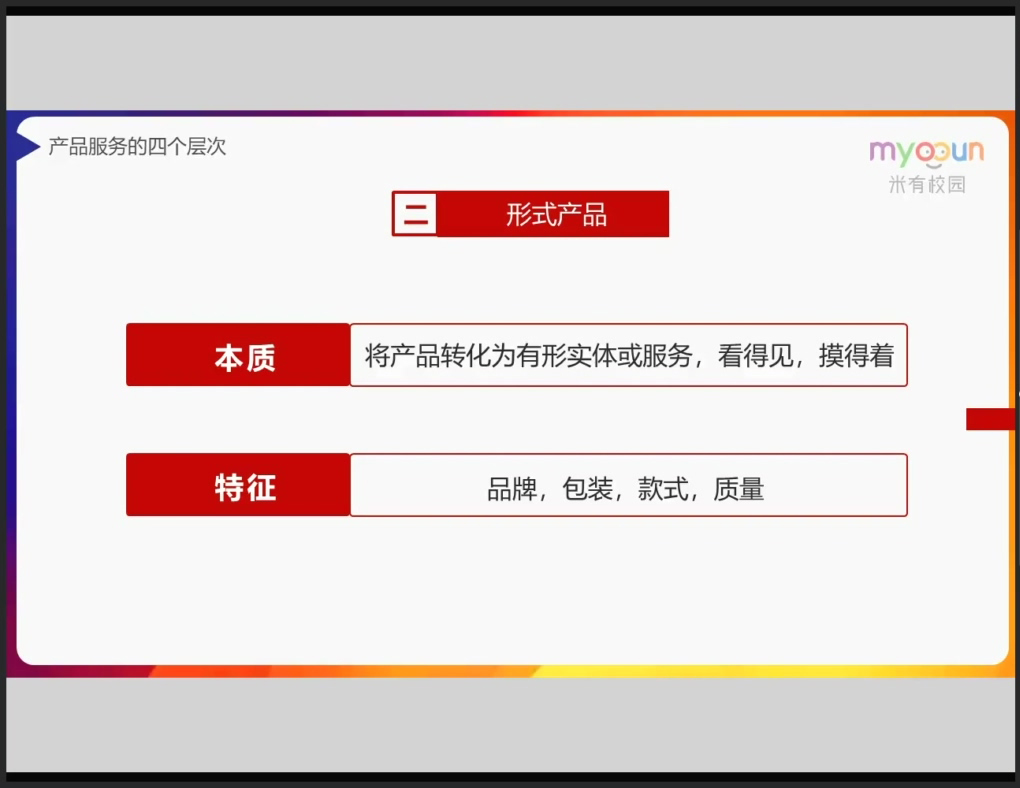 产品服务的四个层次
myooun
米有校园
二 形式产品
本质 将产品转化为有形实体或服务，看得见，摸得着
特征 品牌，包装，款式，质量